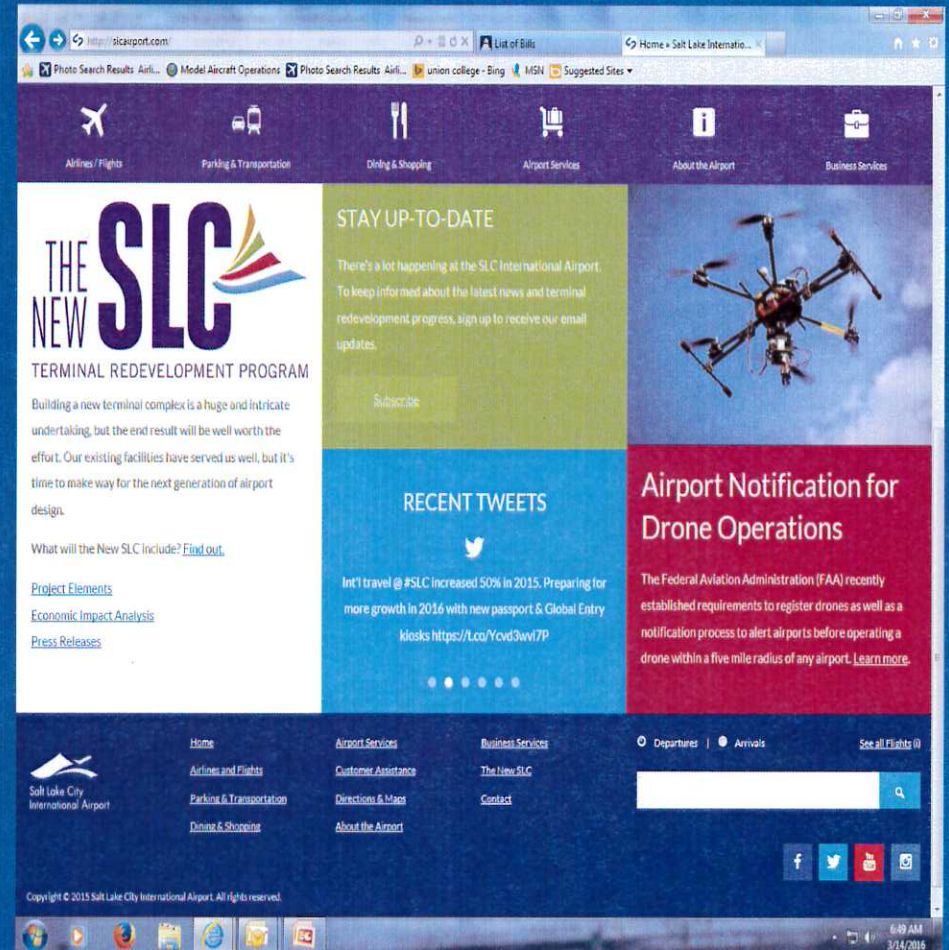 http://slcairport.com/
List of Bills
Home » Salt Lake Internatio...
Photo Search Results Airli...
Model Aircraft Operations
Photo Search Results Airli...
union college - Bing
MSN
Suggested Sites
Airlines / Flights
Parking & Transportation
Dining & Shopping
Airport Services
About the Airport
Business Services
THE NEW SLC
TERMINAL REDEVELOPMENT PROGRAM
Building a new terminal complex is a huge and intricate
undertaking, but the end result will be well worth the
effort. Our existing facilities have served us well, but it's
time to make way for the next generation of airport
design.
What will the New SLC include? Find out.
Project Elements
Economic Impact Analysis
Press Releases
STAY UP-TO-DATE
There's a lot happening at the SLC International Airport.
To keep informed about the latest news and terminal
redevelopment progress, sign up to receive our email
updates.
Subscribe
RECENT TWEETS
Int'l travel @ #SLC increased 50% in 2015. Preparing for
more growth in 2016 with new passport & Global Entry
kiosks https://t.co/Ycvd3wvi7P
Airport Notification for
Drone Operations
The Federal Aviation Administration (FAA) recently
established requirements to register drones as well as a
notification process to alert airports before operating a
drone within a five mile radius of any airport. Learn more.
Salt Lake City
International Airport
Home
Airlines and Flights
Parking & Transportation
Dining & Shopping
Airport Services
Customer Assistance
Directions & Maps
About the Airport
Business Services
The New SLC
Contact
Departures | Arrivals
See all Flights
Copyright © 2015 Salt Lake City International Airport. All rights reserved.
6:49 AM
3/14/2016